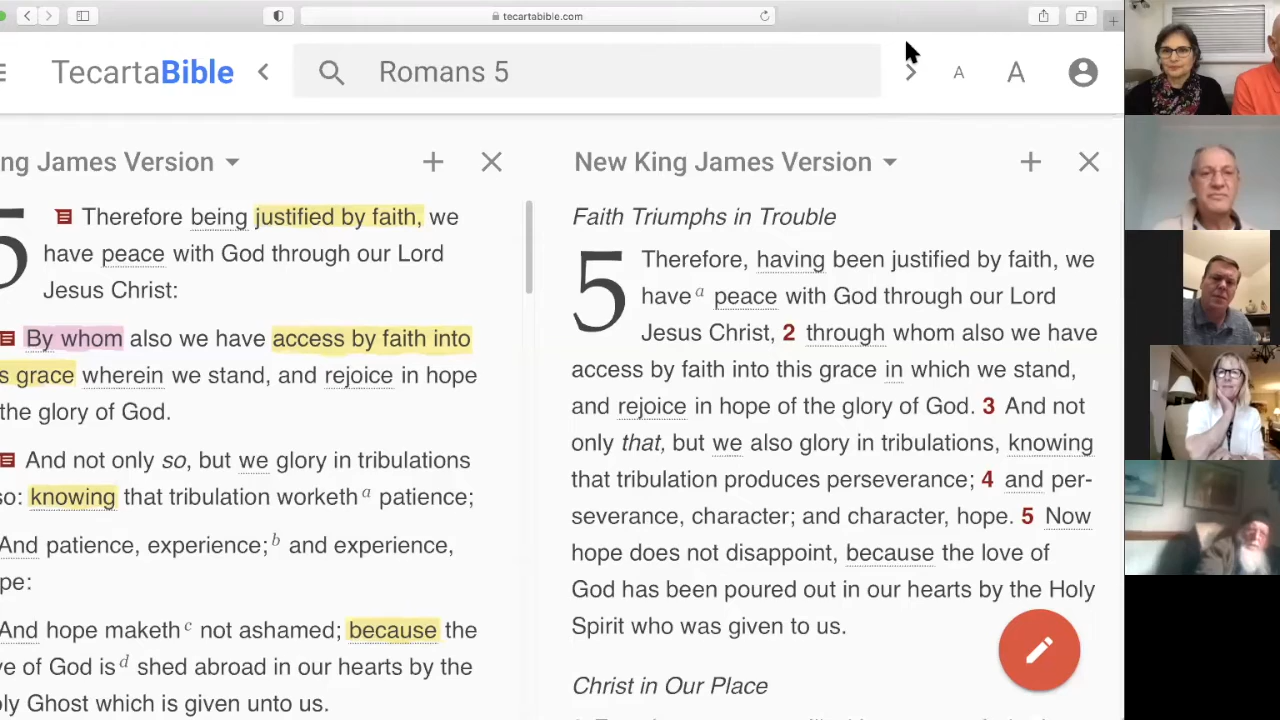 tecartabible.com
TecartaBible
Romans 5
A
A
ng James Version
5
Therefore being justified by faith, we
have peace with God through our Lord
Jesus Christ:
By whom also we have access by faith into
s grace wherein we stand, and rejoice in hope
the glory of God.
And not only so, but we glory in tribulations
so: knowing that tribulation worketh a patience;
And patience, experience; b and experience,
pe:
And hope maketh c not ashamed; because the
ve of God is d shed abroad in our hearts by the
ly Ghost which is given unto us.
New King James Version
Faith Triumphs in Trouble
5
Therefore, having been justified by faith, we
have a peace with God through our Lord
Jesus Christ, 2 through whom also we have
access by faith into this grace in which we stand,
and rejoice in hope of the glory of God. 3 And not
only that, but we also glory in tribulations, knowing
that tribulation produces perseverance; 4 and per-
severance, character; and character, hope. 5 Now
hope does not disappoint, because the love of
God has been poured out in our hearts by the Holy
Spirit who was given to us.
Christ in Our Place